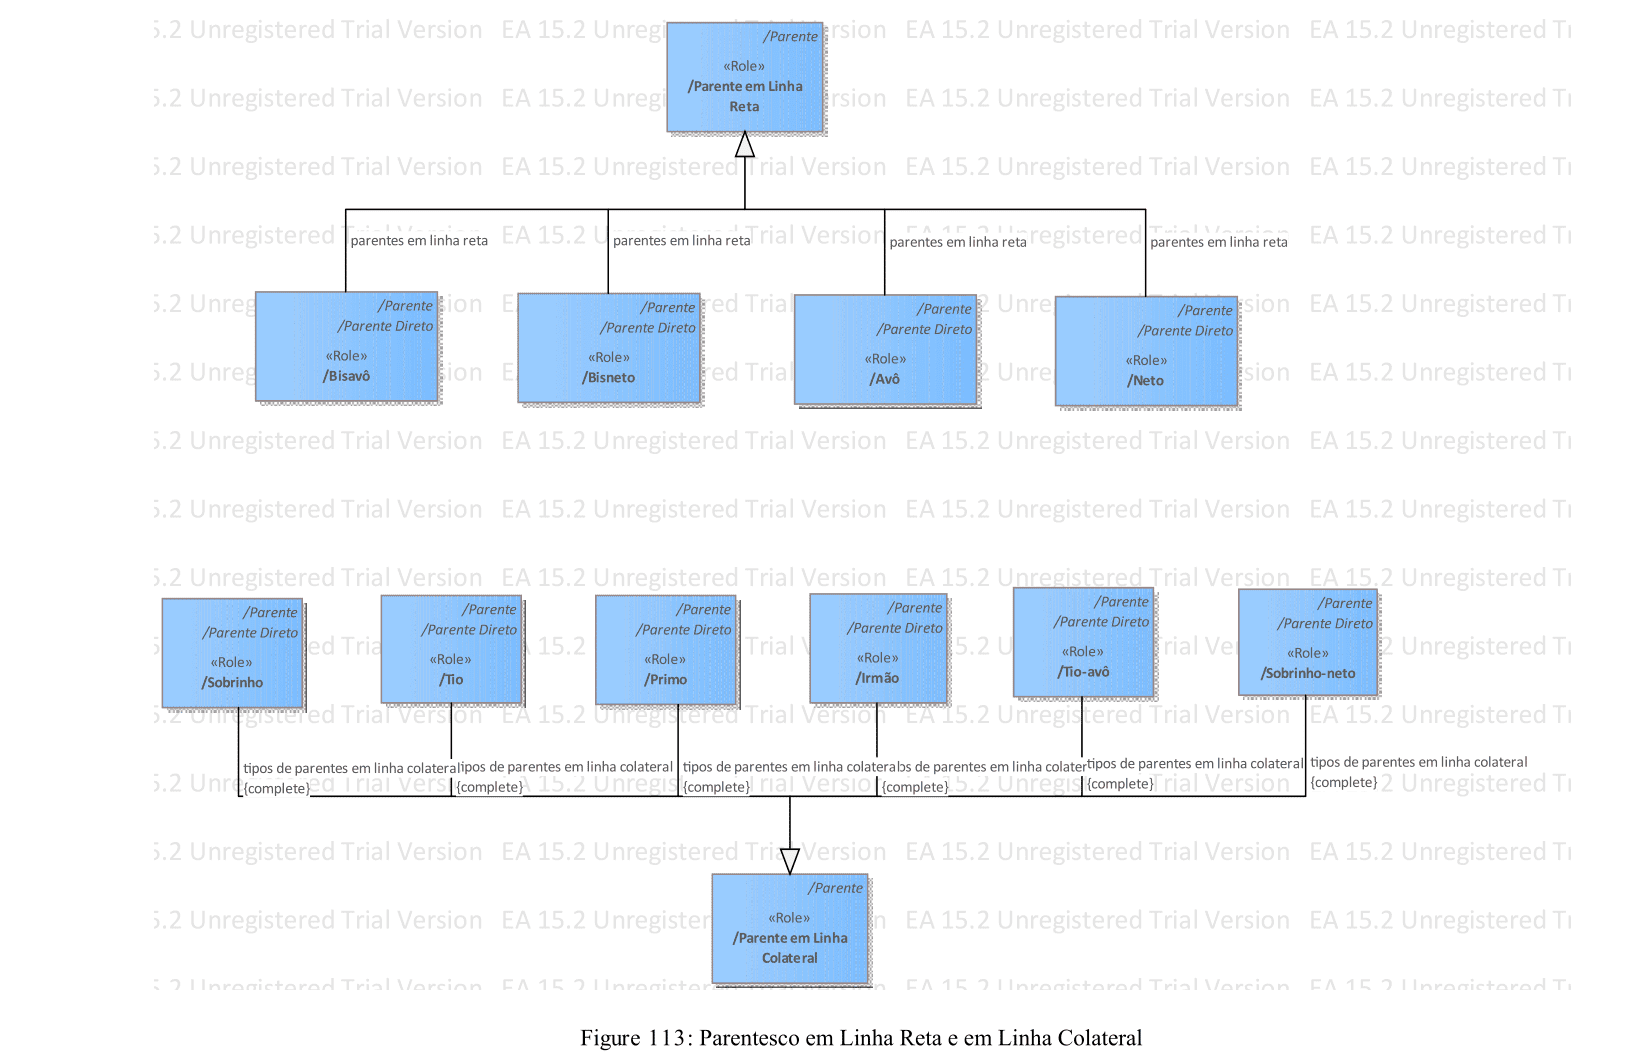 /Parente
«Role»
/Parente em Linha
Reta
parentes em linha reta
parentes em linha reta
parentes em linha reta
parentes em linha reta
/Parente
/Parente Direto
«Role»
/Bisavô
/Parente
/Parente Direto
«Role»
/Bisneto
/Parente
/Parente Direto
«Role»
/Avô
/Parente
/Parente Direto
«Role»
/Neto
/Parente
/Parente Direto
«Role»
/Sobrinho
/Parente
/Parente Direto
«Role»
/Tio
/Parente
/Parente Direto
«Role»
/Primo
/Parente
/Parente Direto
«Role»
/Irmão
/Parente
/Parente Direto
«Role»
/Tio-avô
/Parente
/Parente Direto
«Role»
/Sobrinho-neto
tipos de parentes em linha colateral
{complete}
tipos de parentes em linha colateral
{complete}
tipos de parentes em linha colateral
{complete}
de parentes em linha
{complete}
tipos de parentes em linha colateral
{complete}
tipos de parentes em linha colateral
{complete}
/Parente
«Role»
/Parente em Linha
Colateral
EA 15.2 Unregistered Trial Version
Figure 113: Parentesco em Linha Reta e em Linha Colateral